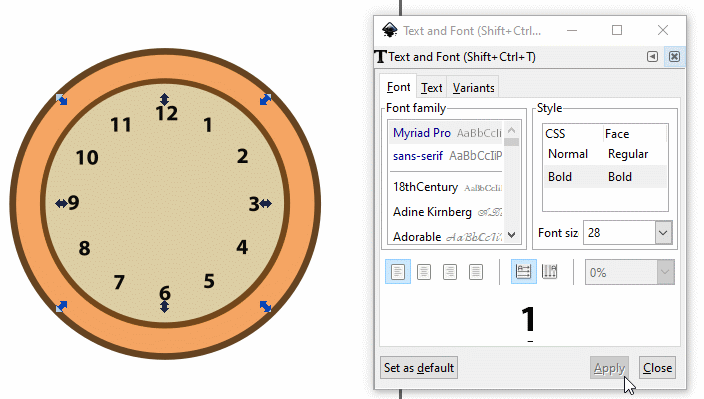 12
11
1
10
2
9
3
8
4
7
5
6
Text and Font (Shift+Ctrl...
Text and Font (Shift+Ctrl+T)
Font Text Variants
Font family
Myriad Pro AaBbCcIi
sans-serif AaBbCcIiP
18thCentury AaBbCcIi
Adine Kirnberg
Adorable AaBbCcIiP
Style
CSS Face
Normal Regular
Bold Bold
Font siz 28
0%
1
Set as default Apply Close